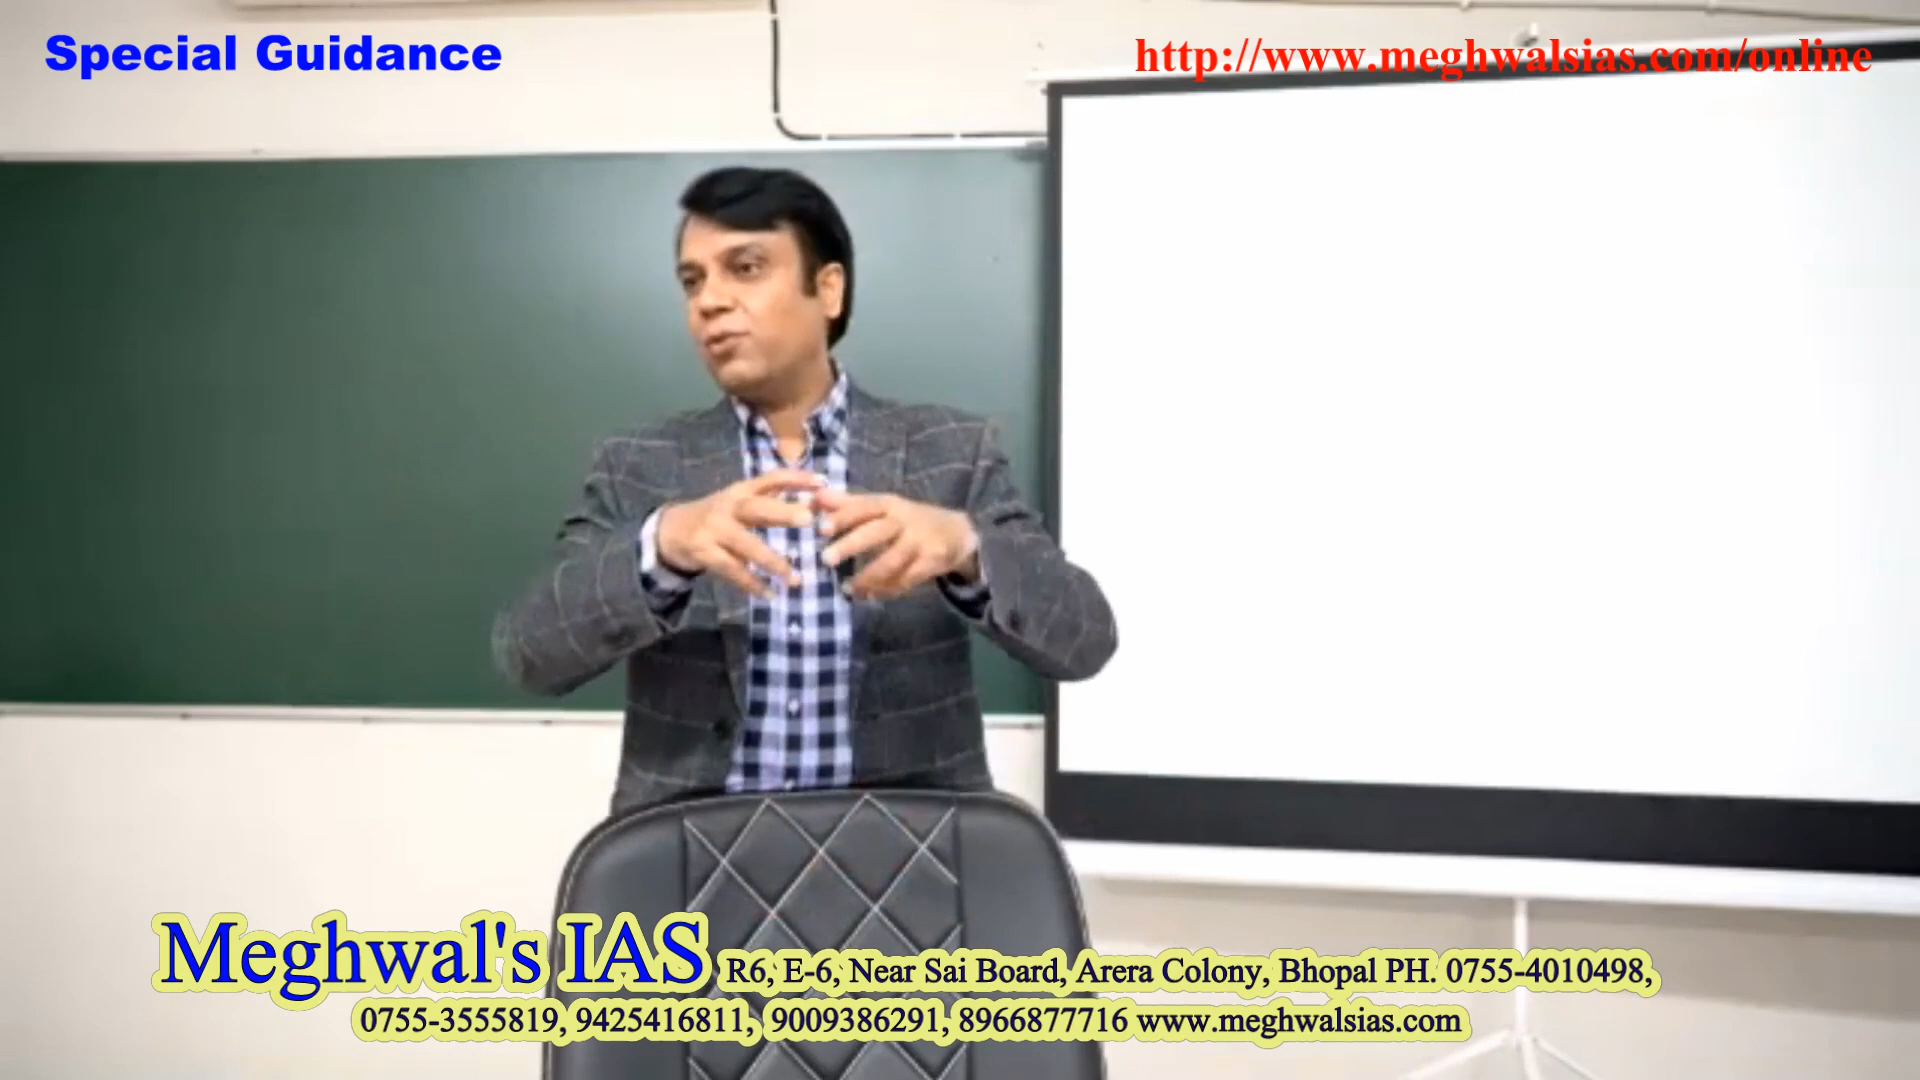 Special Guidance
http://www.meghwalsias.com/online
Meghwal's IAS R6, E-6, Near Sai Board, Arera Colony, Bhopal PH. 0755-4010498,
0755-3555819, 9425416811, 9009386291, 8966877716 www.meghwalsias.com